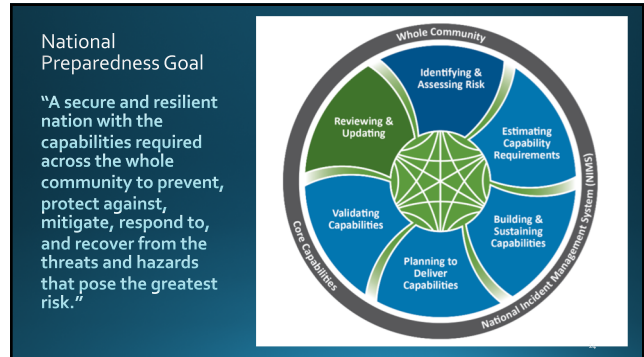 National
Preparedness Goal
“A secure and resilient
nation with the
capabilities required
across the whole
community to prevent,
protect against,
mitigate, respond to,
and recover from the
threats and hazards
that pose the greatest
risk.”
Whole Community
Identifying &
Assessing Risk
Estimating
Capability
Requirements
Building &
Sustaining
Capabilities
Planning to
Deliver
Capabilities
Validating
Capabilities
Reviewing &
Updating
National Incident Management System (NIMS)
Core Capabilities